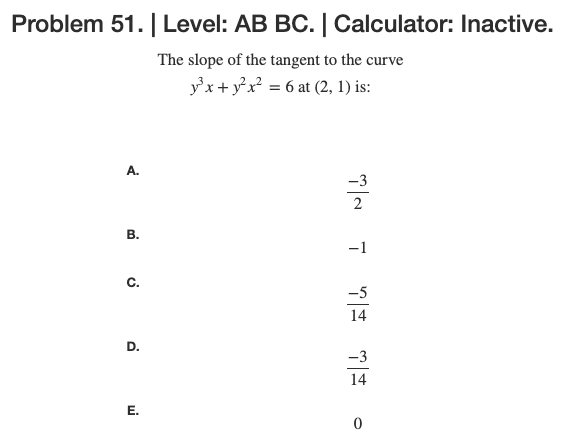 Problem 51. | Level: AB BC. | Calculator: Inactive.
The slope of the tangent to the curve
y³x + y²x² = 6 at (2, 1) is:
A. −3/2
B. −1
C. −5/14
D. −3/14
E. 0